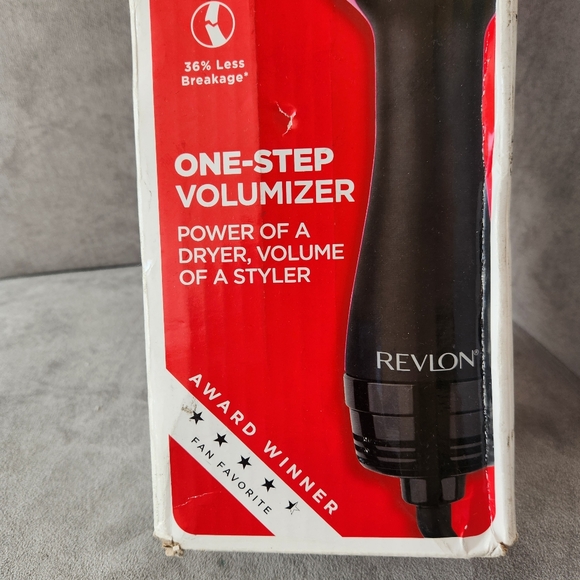 36% Less
Breakage*
ONE-STEP
VOLUMIZER
POWER OF A
DRYER, VOLUME
OF A STYLER
REVLON®
AWARD WINNER
FAN FAVORITE